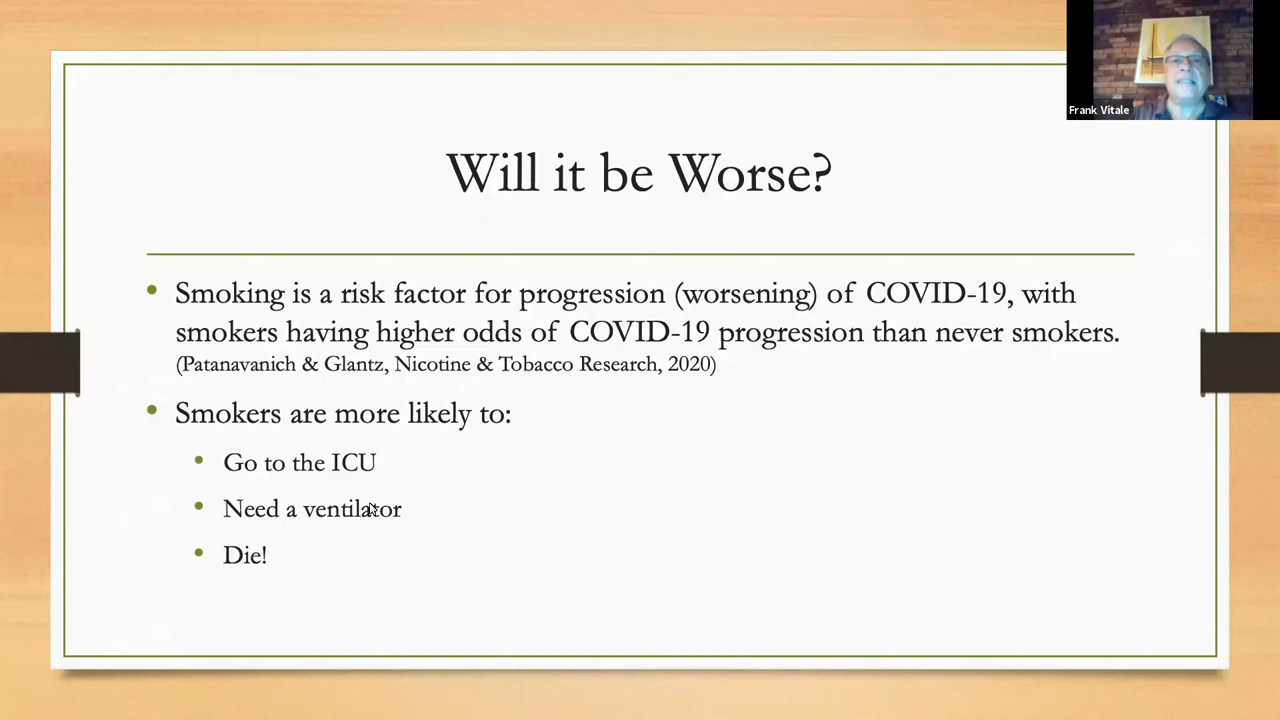 Frank Vitale
Will it be Worse?
• Smoking is a risk factor for progression (worsening) of COVID-19, with
smokers having higher odds of COVID-19 progression than never smokers.
(Patanavanich & Glantz, Nicotine & Tobacco Research, 2020)
• Smokers are more likely to:
• Go to the ICU
• Need a ventilator
• Die!